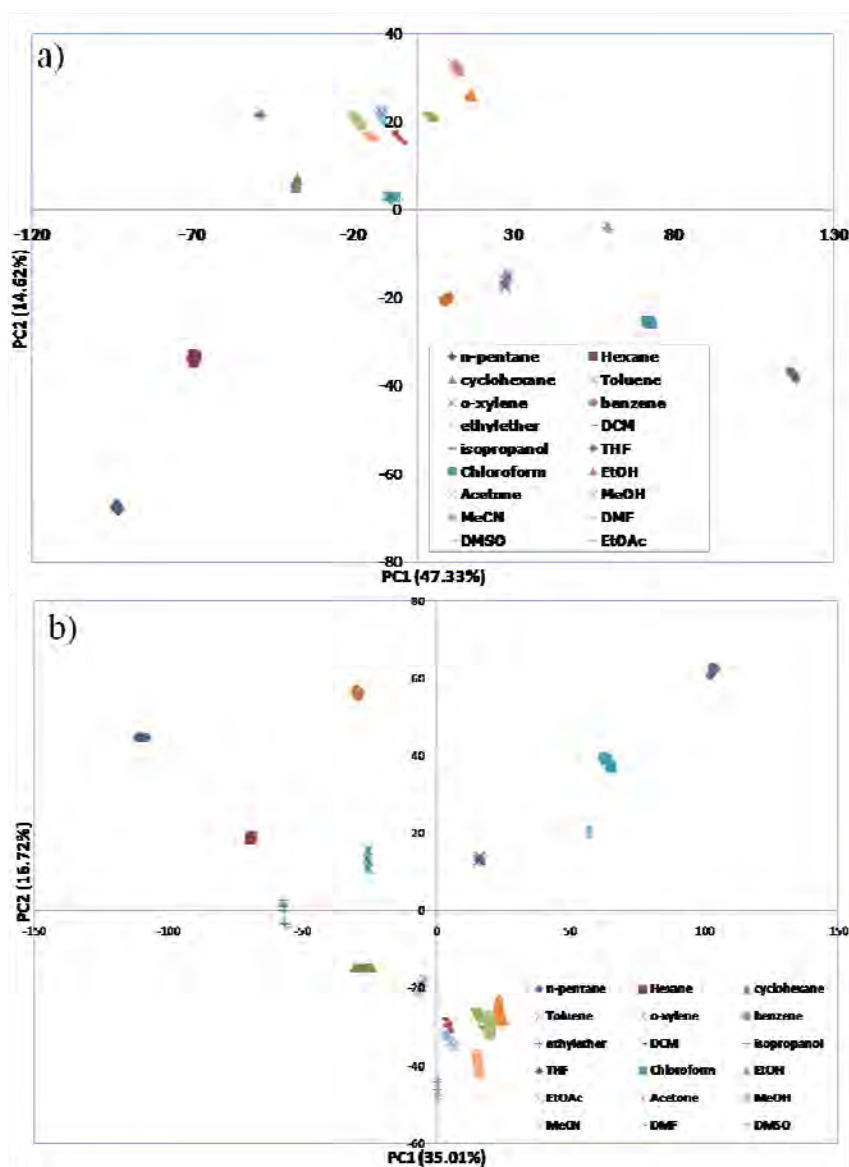 a)
40
20
0
-120 -70 -20 30 80 130
-20
-40
-60
-80
PC2 (14.62%)
PC1 (47.33%)
n-pentane Hexane
cyclohexane Toluene
o-xylene benzene
ethylether DCM
isopropanol THF
Chloroform EtOH
Acetone MeOH
MeCN DMF
DMSO EtOAc
b)
80
60
40
20
0
-150 -100 -50 0 50 100 150
-20
-40
-60
PC2 (16.72%)
PC1 (35.01%)
n-pentane Hexane cyclohexane
Toluene o-xylene benzene
ethylether DCM isopropanol
THF Chloroform EtOH
EtOAc Acetone MeOH
MeCN DMF DMSO